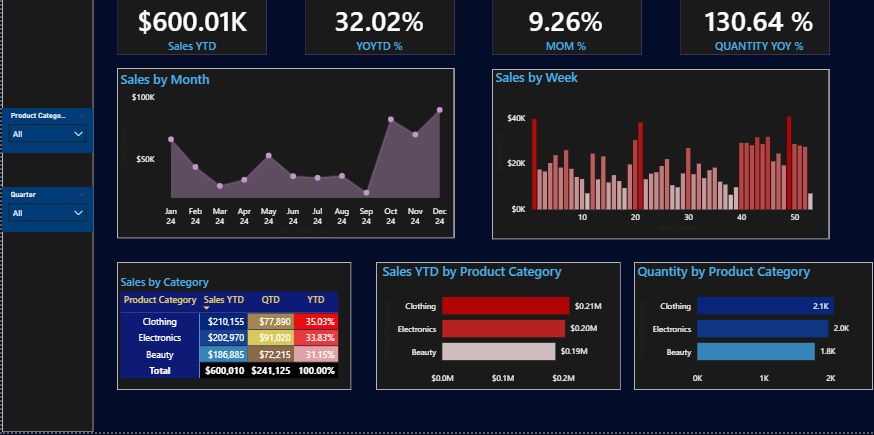 $600.01K
Sales YTD
32.02%
YOYTD %
9.26%
MOM %
130.64 %
QUANTITY YOY %
Product Catego...
All
Quarter
All
Sales by Month
$100K
$50K
Jan 24 Feb 24 Mar 24 Apr 24 May 24 Jun 24 Jul 24 Aug 24 Sep 24 Oct 24 Nov 24 Dec 24
Sales by Week
$40K
$20K
$0K
10 20 30 40 50
Sales by Category
Product Category Sales YTD QTD YTD
Clothing $210,155 $77,890 35.03%
Electronics $202,970 $91,020 33.83%
Beauty $186,885 $72,215 31.15%
Total $600,010 $241,125 100.00%
Sales YTD by Product Category
Clothing $0.21M
Electronics $0.20M
Beauty $0.19M
$0.0M $0.1M $0.2M
Quantity by Product Category
Clothing 2.1K
Electronics 2.0K
Beauty 1.8K
0K 1K 2K